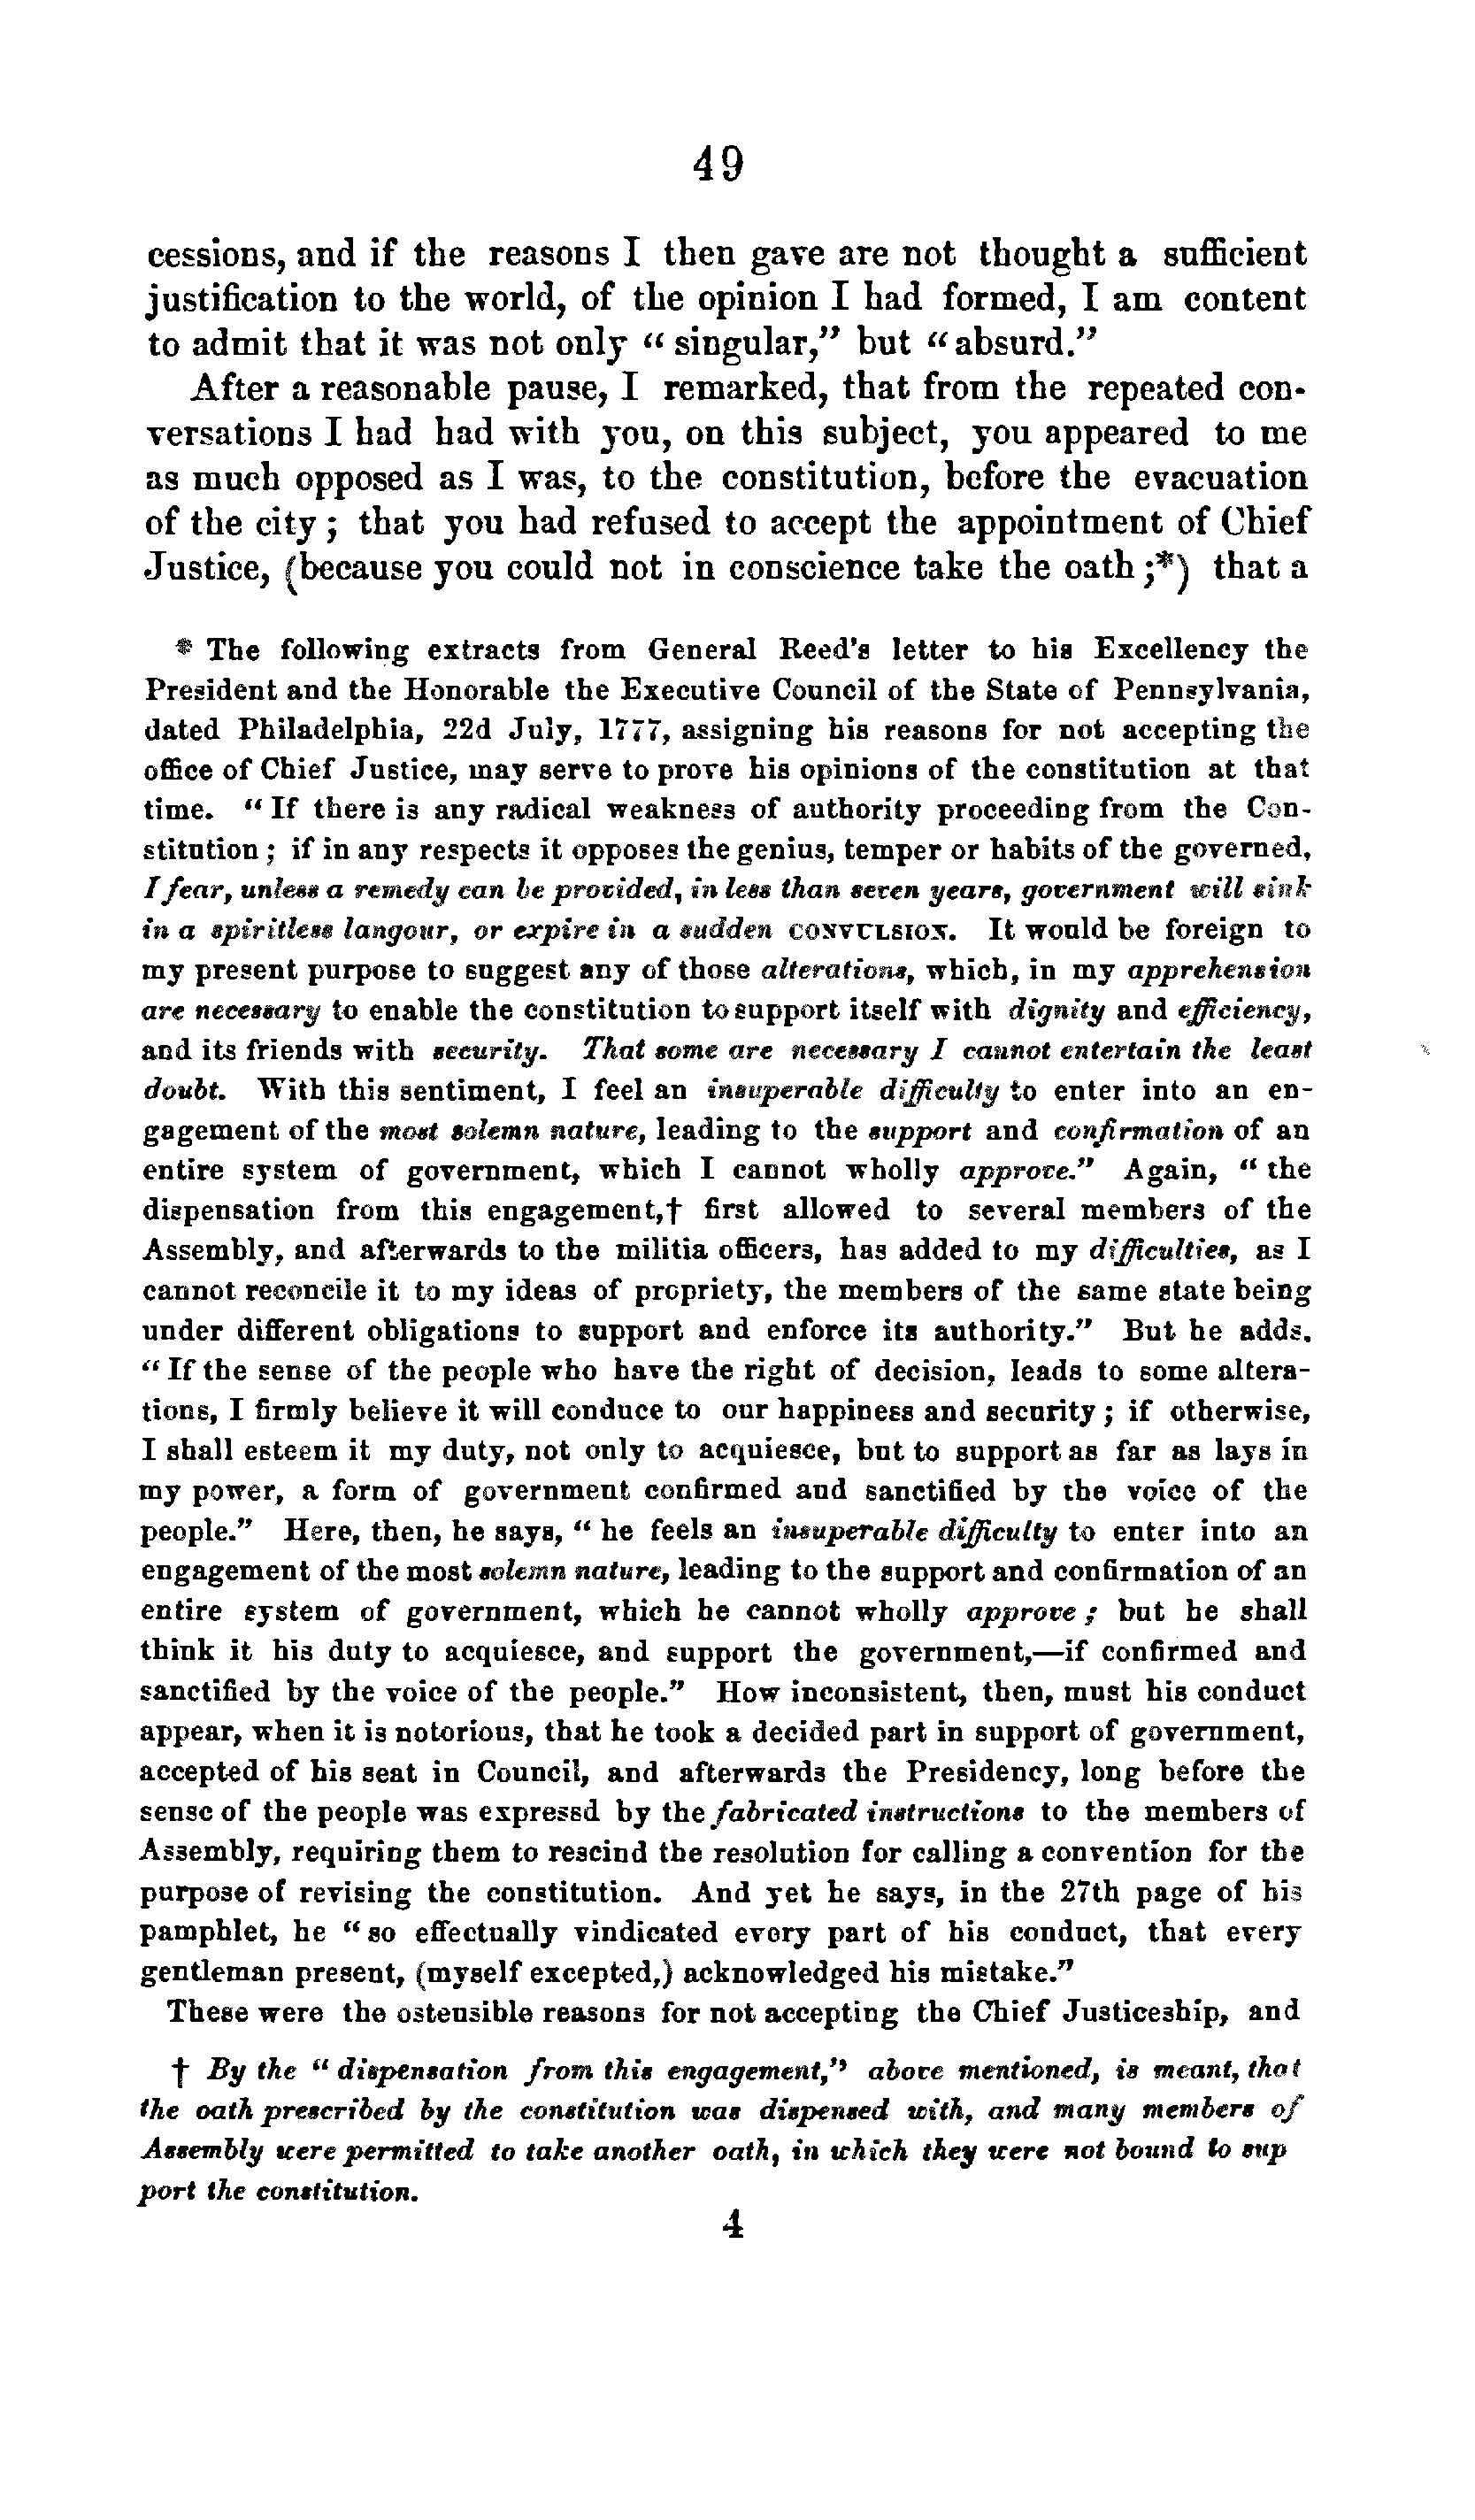 49
cessions, and if the reasons I then gave are not thought a sufficient
justification to the world, of the opinion I had formed, I am content
to admit that it was not only " singular," but "absurd."
After a reasonable pause, I remarked, that from the repeated con-
versations I had had with you, on this subject, you appeared to me
as much opposed as I was, to the constitution, before the evacuation
of the city ; that you had refused to accept the appointment of Chief
Justice, (because you could not in conscience take the oath ;*) that a
* The following extracts from General Reed's letter to his Excellency the
President and the Honorable the Executive Council of the State of Pennsylvania,
dated Philadelphia, 22d July, 1777, assigning his reasons for not accepting the
office of Chief Justice, may serve to prove his opinions of the constitution at that
time. "If there is any radical weakness of authority proceeding from the Con-
stitution ; if in any respects it opposes the genius, temper or habits of the governed,
I fear, unless a remedy can be provided, in less than seven years, government will sink
in a spiritless langour, or expire in a sudden CONVULSION. It would be foreign to
my present purpose to suggest any of those alterations, which, in my apprehension
are necessary to enable the constitution to support itself with dignity and efficiency,
and its friends with security. That some are necessary I cannot entertain the least
doubt. With this sentiment, I feel an insuperable difficulty to enter into an en-
gagement of the most solemn nature, leading to the support and confirmation of an
entire system of government, which I cannot wholly approve." Again, " the
dispensation from this engagement,† first allowed to several members of the
Assembly, and afterwards to the militia officers, has added to my difficulties, as I
cannot reconcile it to my ideas of propriety, the members of the same state being
under different obligations to support and enforce its authority." But he adds.
"If the sense of the people who have the right of decision, leads to some altera-
tions, I firmly believe it will conduce to our happiness and security ; if otherwise,
I shall esteem it my duty, not only to acquiesce, but to support as far as lays in
my power, a form of government confirmed and sanctified by the voice of the
people." Here, then, he says, " he feels an insuperable difficulty to enter into an
engagement of the most solemn nature, leading to the support and confirmation of an
entire system of government, which he cannot wholly approve ; but he shall
think it his duty to acquiesce, and support the government,—if confirmed and
sanctified by the voice of the people." How inconsistent, then, must his conduct
appear, when it is notorious, that he took a decided part in support of government,
accepted of his seat in Council, and afterwards the Presidency, long before the
sense of the people was expressd by the fabricated instructions to the members of
Assembly, requiring them to rescind the resolution for calling a convention for the
purpose of revising the constitution. And yet he says, in the 27th page of his
pamphlet, he "so effectually vindicated every part of his conduct, that every
gentleman present, (myself excepted,) acknowledged his mistake."
These were the ostensible reasons for not accepting the Chief Justiceship, and
† By the "dispensation from this engagement," above mentioned, is meant, that
the oath prescribed by the constitution was dispensed with, and many members of
Assembly were permitted to take another oath, in which they were not bound to sup
port the constitution.
4